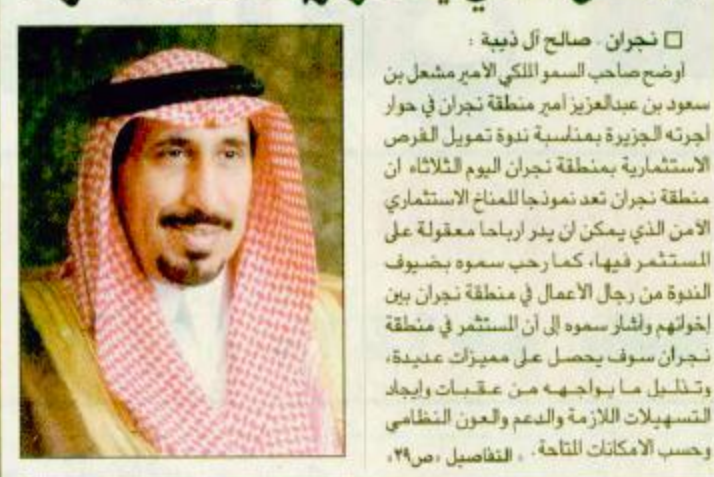 □ نجران . صالح آل ذيبة :
اوضح صاحب السمو الملكي الامير مشعل بن
سعود بن عبدالعزيز أمير منطقة نجران في حوار
أجرته الجزيرة بمناسبة ندوة تمويل الفرص
الاستثمارية بمنطقة نجران اليوم الثلاثاء ان
منطقة نجران تعد نموذجا للمناخ الاستثماري
الآمن الذي يمكن ان يدر ارباحا معقولة على
المستثمر فيها، كما رحب سموه بضيوف
الندوة من رجال الأعمال في منطقة نجران بين
إخوانهم وأشار سموه إلى أن المستثمر في منطقة
نجران سوف يحصل على مميزات عديدة،
وتذليل ما يواجهه من عقبات وإيجاد
التسهيلات اللازمة والدعم والعون النظامي
وحسب الامكانات المتاحة. « التفاصيل ص٢٩»